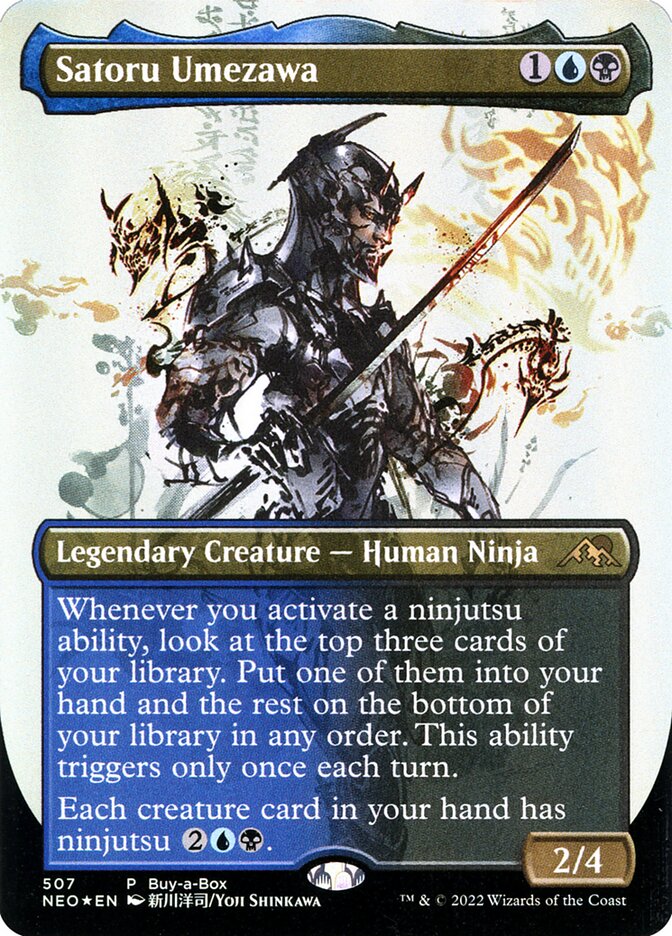 Satoru Umezawa 1
Legendary Creature — Human Ninja
Whenever you activate a ninjutsu
ability, look at the top three cards of
your library. Put one of them into your
hand and the rest on the bottom of
your library in any order. This ability
triggers only once each turn.
Each creature card in your hand has
ninjutsu 2.
2/4
507 P Buy-a-Box
NEO★EN 新川洋司/Yoji Shinkawa
™ & © 2022 Wizards of the Coast